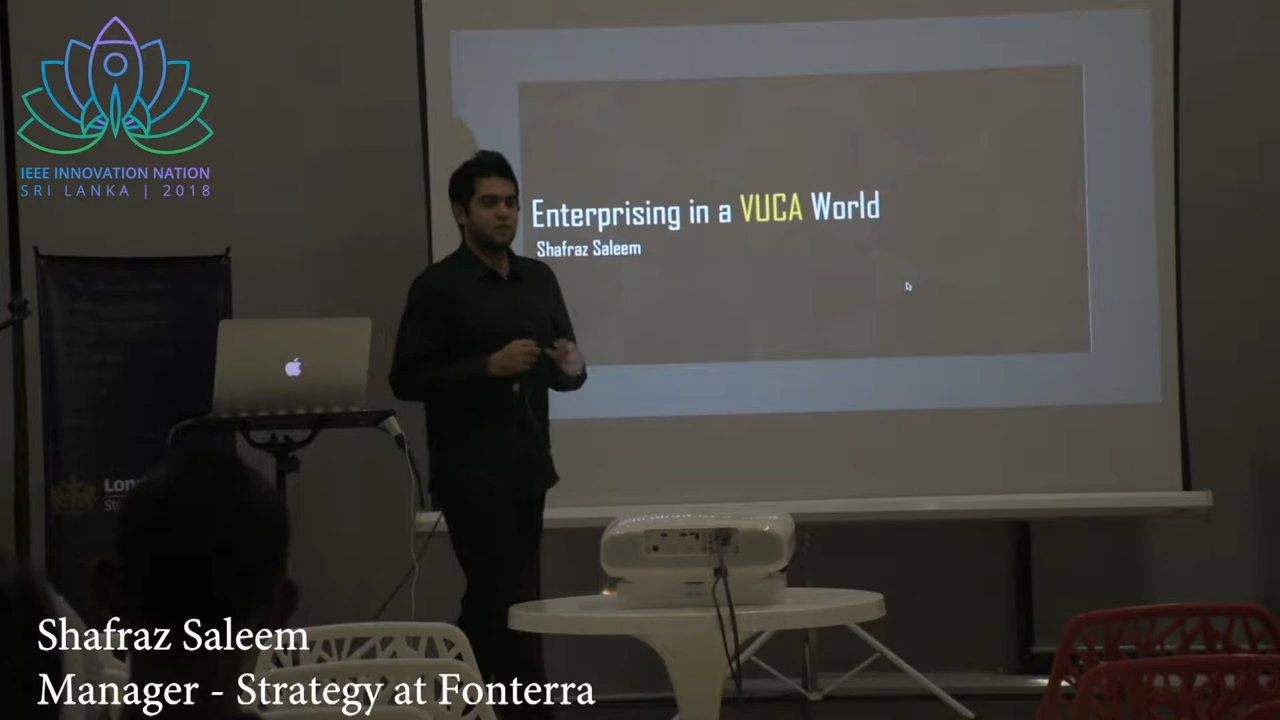 IEEE INNOVATION NATION
SRI LANKA | 2018
Enterprising in a VUCA World
Shafraz Saleem
Shafraz Saleem
Manager - Strategy at Fonterra